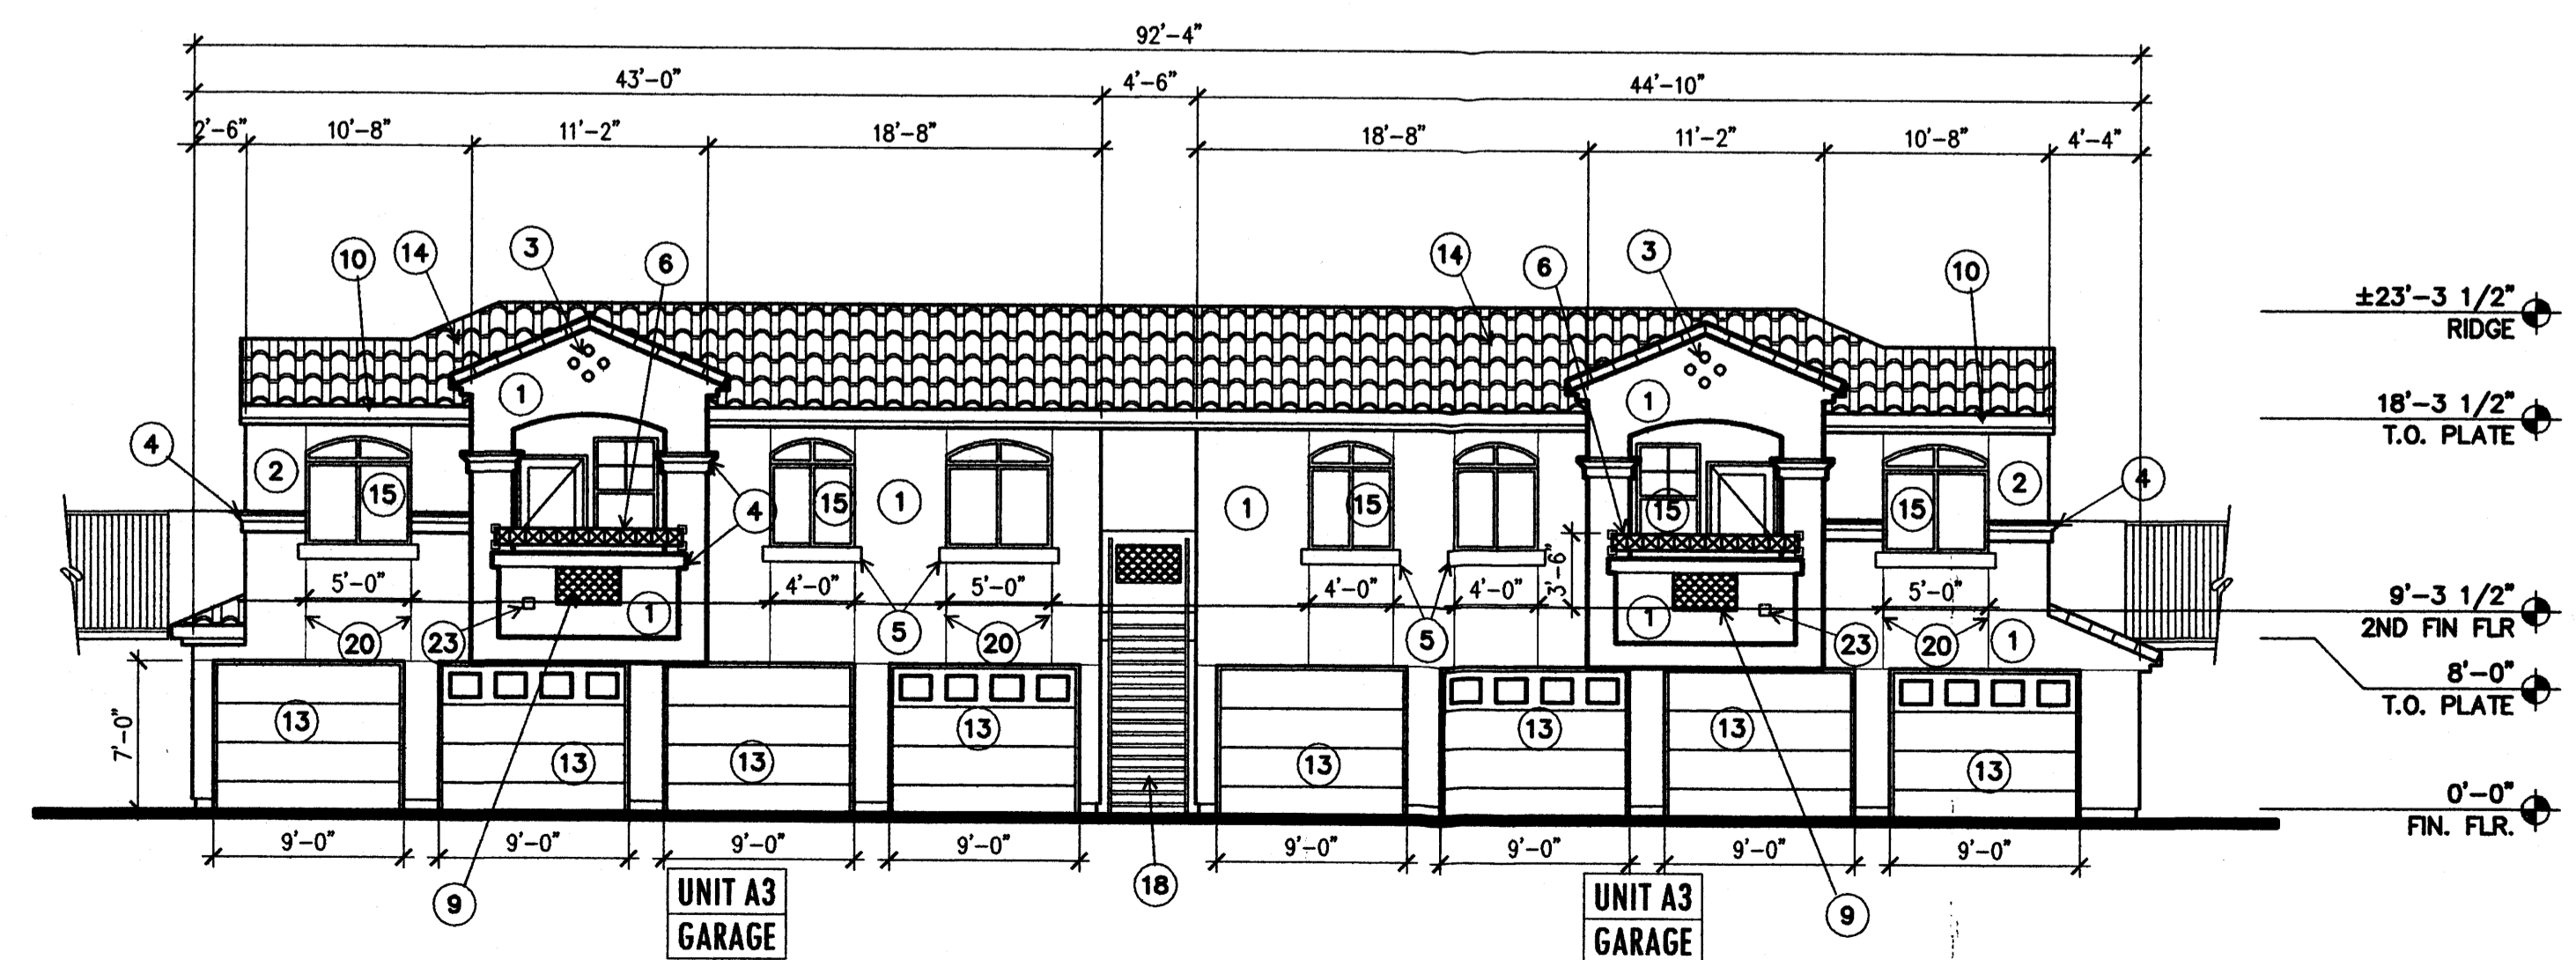 92'-4"
43'-0" 4'-6" 44'-10"
2'-6" 10'-8" 11'-2" 18'-8" 18'-8" 11'-2" 10'-8" 4'-4"
10 14 3 6 14 6 3 10
±23'-3 1/2"
RIDGE
18'-3 1/2"
T.O. PLATE
1 1
4 2 15 4 15 1 1 15 15 15 2 4
9'-3 1/2"
2ND FIN FLR
5'-0" 4'-0" 5'-0" 4'-0" 4'-0" 3'-6" 5'-0"
20 23 1 5 20 5 1 23 20 1
8'-0"
T.O. PLATE
7'-0"
13 13 13 13 13 13 13 13
0'-0"
FIN. FLR.
9'-0" 9'-0" 9'-0" 9'-0" 9'-0" 9'-0" 9'-0" 9'-0"
9 18 9
UNIT A3
GARAGE
UNIT A3
GARAGE